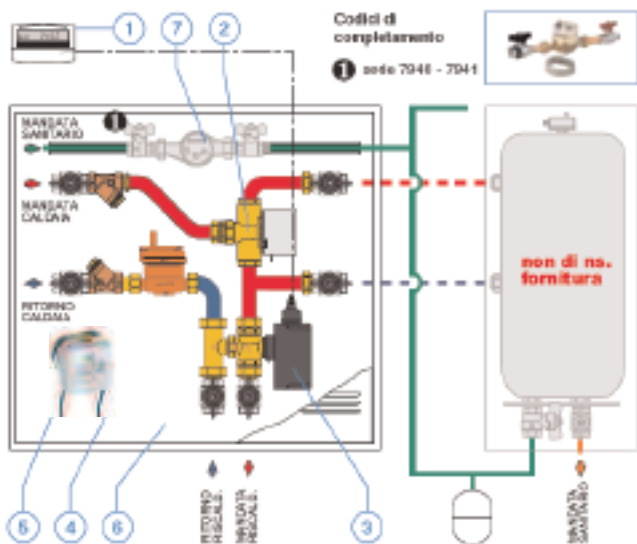 1
7
2
Codici di
completamento
1 serie 7940 - 7941
MANDATA
SANITARIO
1
MANDATA
CALDAIA
RITORNO
CALDAIA
non di ns.
fornitura
5
4
6
3
RITORNO
RISCALD.
MANDATA
RISCALD.
MANDATA
SANITARIO